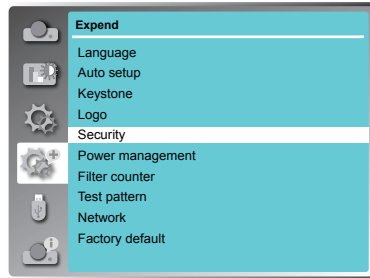 Expend
Language
Auto setup
Keystone
Logo
Security
Power management
Filter counter
Test pattern
Network
Factory default